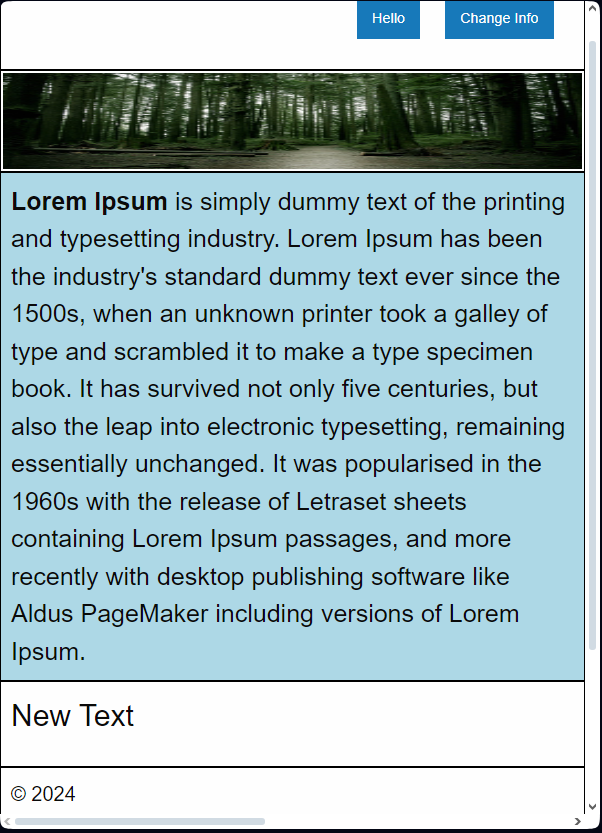 Hello Change Info
Lorem Ipsum is simply dummy text of the printing
and typesetting industry. Lorem Ipsum has been
the industry's standard dummy text ever since the
1500s, when an unknown printer took a galley of
type and scrambled it to make a type specimen
book. It has survived not only five centuries, but
also the leap into electronic typesetting, remaining
essentially unchanged. It was popularised in the
1960s with the release of Letraset sheets
containing Lorem Ipsum passages, and more
recently with desktop publishing software like
Aldus PageMaker including versions of Lorem
Ipsum.
New Text
© 2024